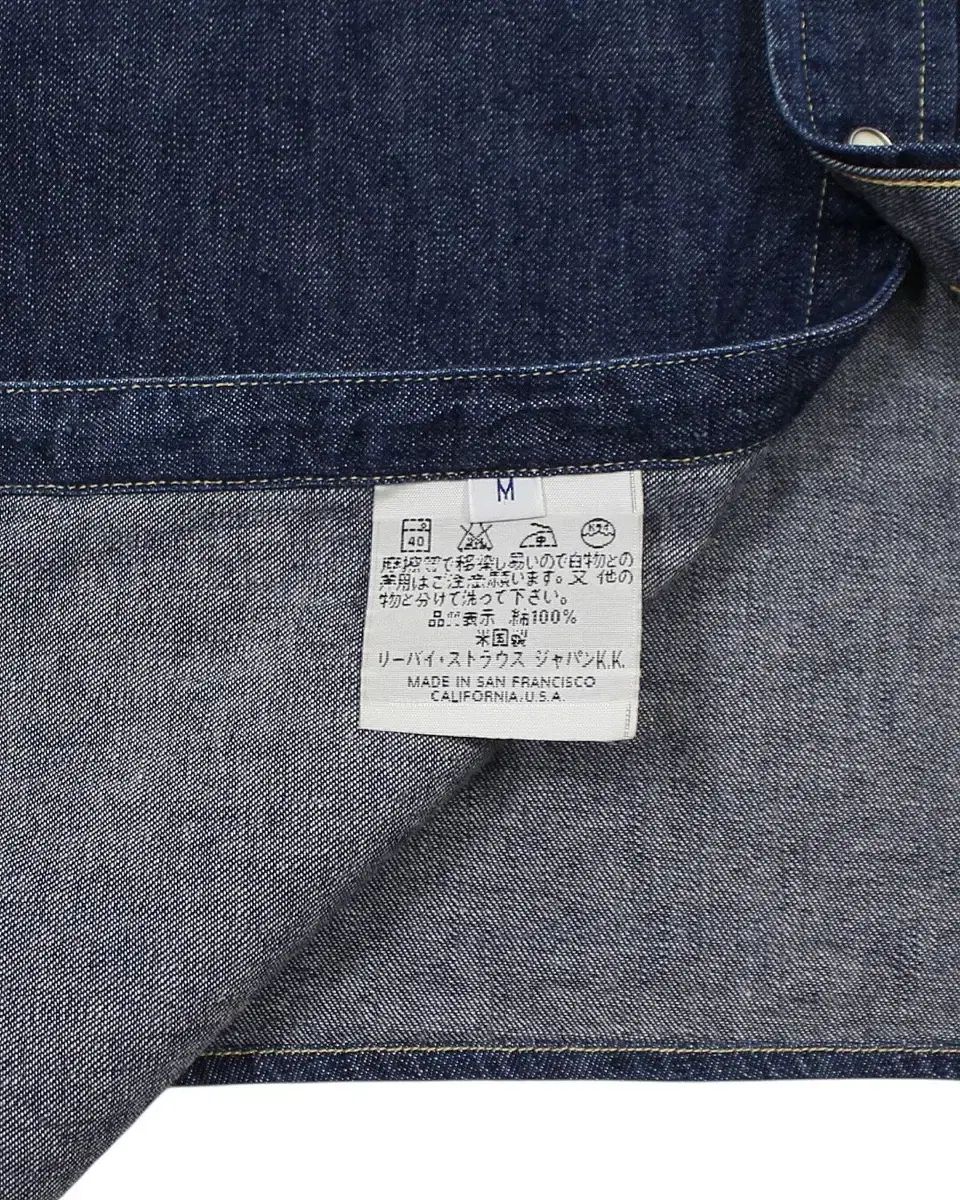 M
40
ドライ
摩擦等で移染し易いので白物との
着用はご注意願います。又 他の
物と分けて洗って下さい。
品質表示 綿100%
米国製
リーバイ・ストラウス ジャパンK.K.
MADE IN SAN FRANCISCO
CALIFORNIA.U.S.A.